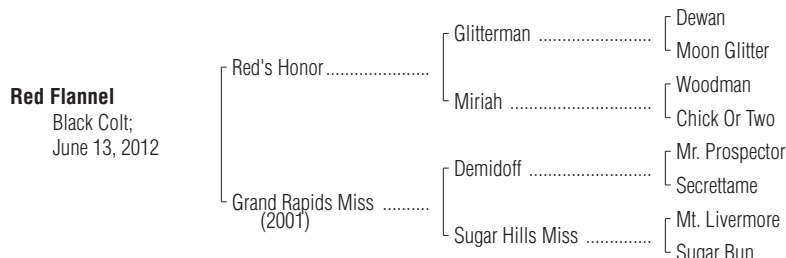 Red Flannel
Black Colt;
June 13, 2012
Red's Honor......................
Grand Rapids Miss ..........
(2001)
Glitterman ........................
Miriah ..............................
Demidoff ..........................
Sugar Hills Miss ..............
Dewan
Moon Glitter
Woodman
Chick Or Two
Mr. Prospector
Secrettame
Mt. Livermore
Sugar Bun